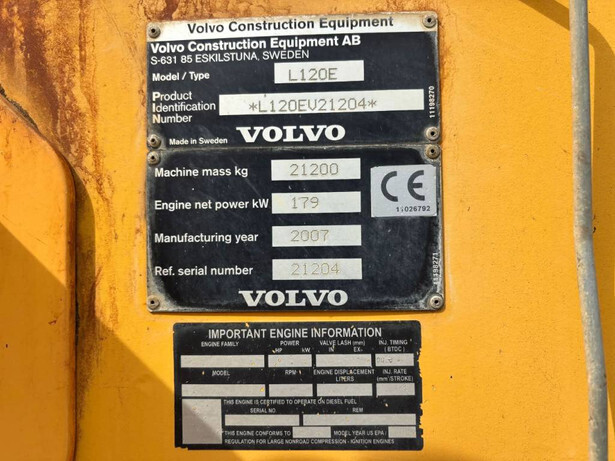 Volvo Construction Equipment
Volvo Construction Equipment AB
S-631 85 ESKILSTUNA, SWEDEN
Model / Type L120E
Product Identification Number *L120EV21204*
11198270
Made in Sweden VOLVO
Machine mass kg 21200
Engine net power kW 179
CE
11026792
Manufacturing year 2007
Ref. serial number 21204
11198271
VOLVO
IMPORTANT ENGINE INFORMATION
ENGINE FAMILY POWER VALVE LASH (mm) INJ. TIMING
HP kW IN EX- (BTDC)
MODEL RPM ENGINE DISPLACEMENT INJ. RATE
LITERS (mm³/STROKE)
THIS ENGINE IS CERTIFIED TO OPERATE ON DIESEL FUEL
SERIAL NO. REM
THIS ENGINE CONFORMS TO MODEL YEAR US EPA
REGULATION FOR LARGE NONROAD COMPRESSION - IGNITION ENGINES